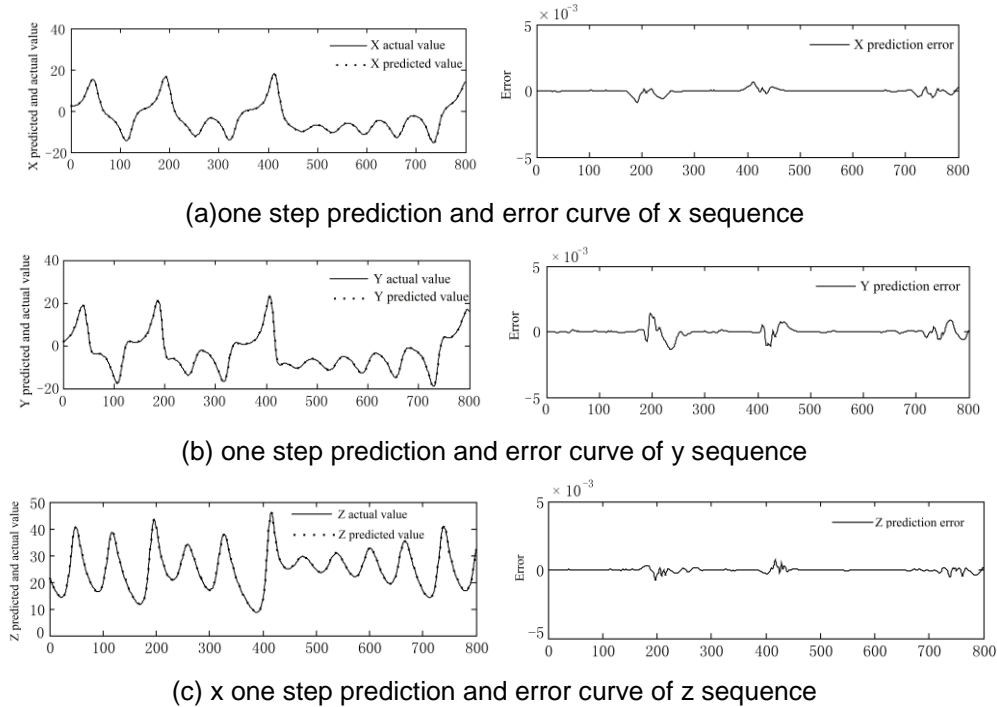 × 10⁻³
40
20
0
−20
X predicted and actual value
X actual value
X predicted value
0 100 200 300 400 500 600 700 800
5
0
−5
Error
X prediction error
0 100 200 300 400 500 600 700 800
(a)one step prediction and error curve of x sequence
40
20
0
−20
Y predicted and actual value
Y actual value
Y predicted value
0 100 200 300 400 500 600 700 800
× 10⁻³
5
0
−5
Error
Y prediction error
0 100 200 300 400 500 600 700 800
(b) one step prediction and error curve of y sequence
50
40
30
20
10
0
Z predicted and actual value
Z actual value
Z predicted value
0 100 200 300 400 500 600 700 800
× 10⁻³
5
0
−5
Error
Z prediction error
0 100 200 300 400 500 600 700 800
(c) x one step prediction and error curve of z sequence